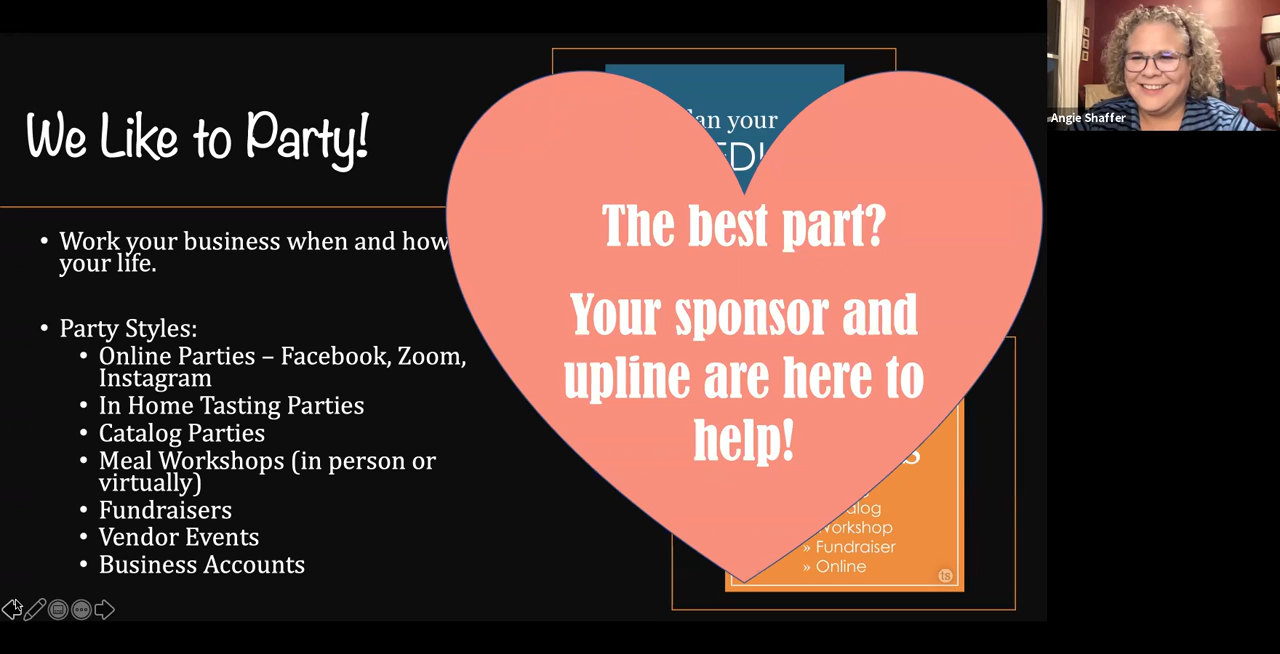 We Like to Party!
• Work your business when and how
your life.
• Party Styles:
• Online Parties – Facebook, Zoom,
Instagram
• In Home Tasting Parties
• Catalog Parties
• Meal Workshops (in person or
virtually)
• Fundraisers
• Vendor Events
• Business Accounts
your
The best part?
Your sponsor and
upline are here to
help!
Workshop
» Fundraiser
» Online
ts
Angie Shaffer